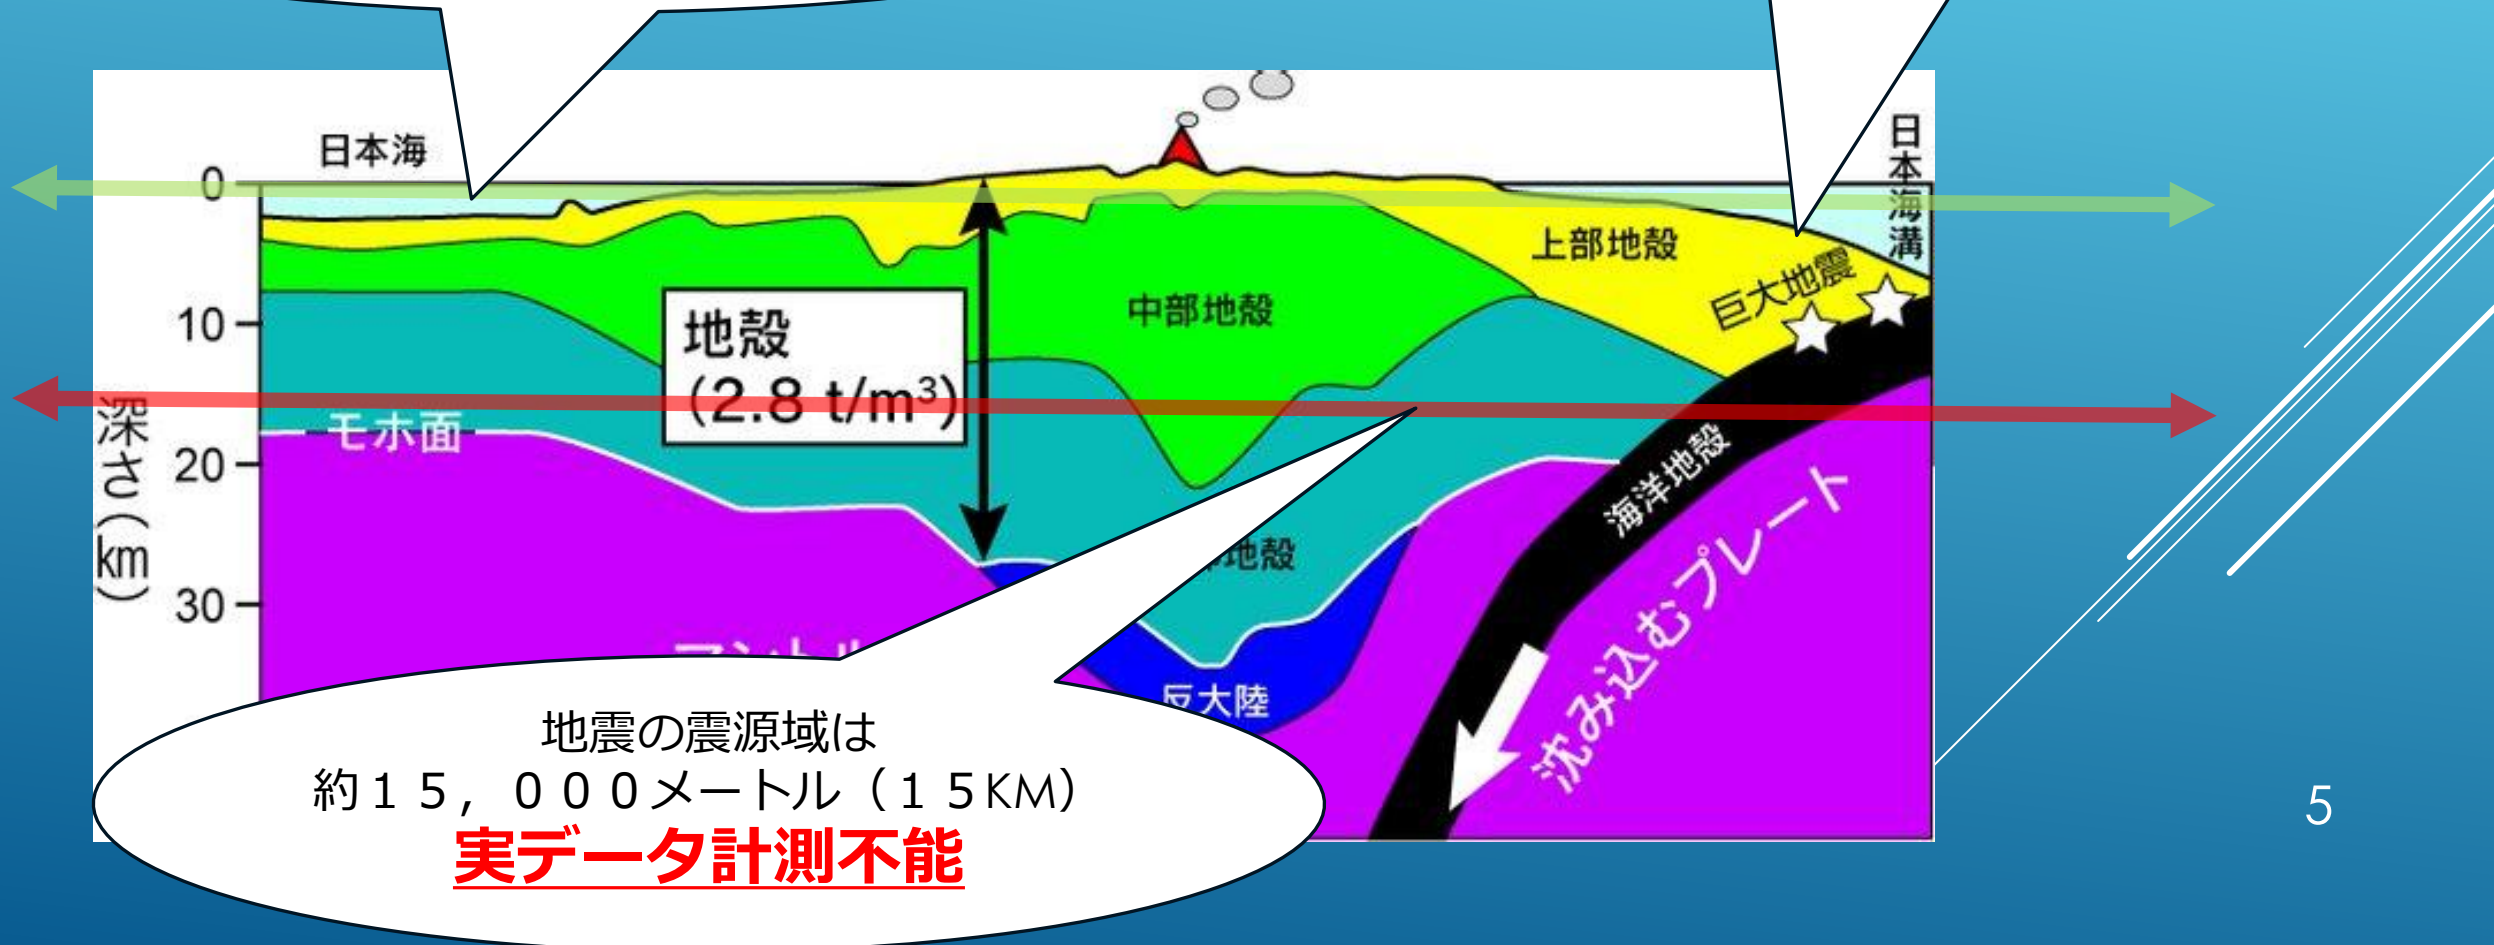 日本海
日本海溝
0
上部地殻
巨大地震
10
中部地殻
地殻
(2.8 t/m³)
深さ(km)
モホ面
20
海洋地殻
地殻
30
沈み込むプレート
反大陸
地震の震源域は
約１５，０００メートル（１５KM）
実データ計測不能
5